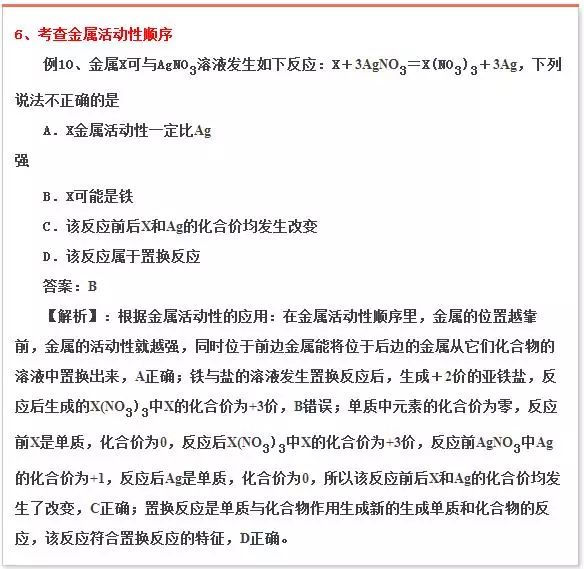 6、考查金属活动性顺序
例10、金属X可与AgNO₃溶液发生如下反应：X＋3AgNO₃＝X(NO₃)₃＋3Ag，下列
说法不正确的是
A．X金属活动性一定比Ag
强
B．X可能是铁
C．该反应前后X和Ag的化合价均发生改变
D．该反应属于置换反应
答案：B
【解析】：根据金属活动性的应用：在金属活动性顺序里，金属的位置越靠
前，金属的活动性就越强，同时位于前边金属能将位于后边的金属从它们化合物的
溶液中置换出来，A正确；铁与盐的溶液发生置换反应后，生成＋2价的亚铁盐，反
应后生成的X(NO₃)₃中X的化合价为+3价，B错误；单质中元素的化合价为零，反应
前X是单质，化合价为0，反应后X(NO₃)₃中X的化合价为+3价，反应前AgNO₃中Ag
的化合价为+1，反应后Ag是单质，化合价为0，所以该反应前后X和Ag的化合价均发
生了改变，C正确；置换反应是单质与化合物作用生成新的生成单质和化合物的反
应，该反应符合置换反应的特征，D正确。